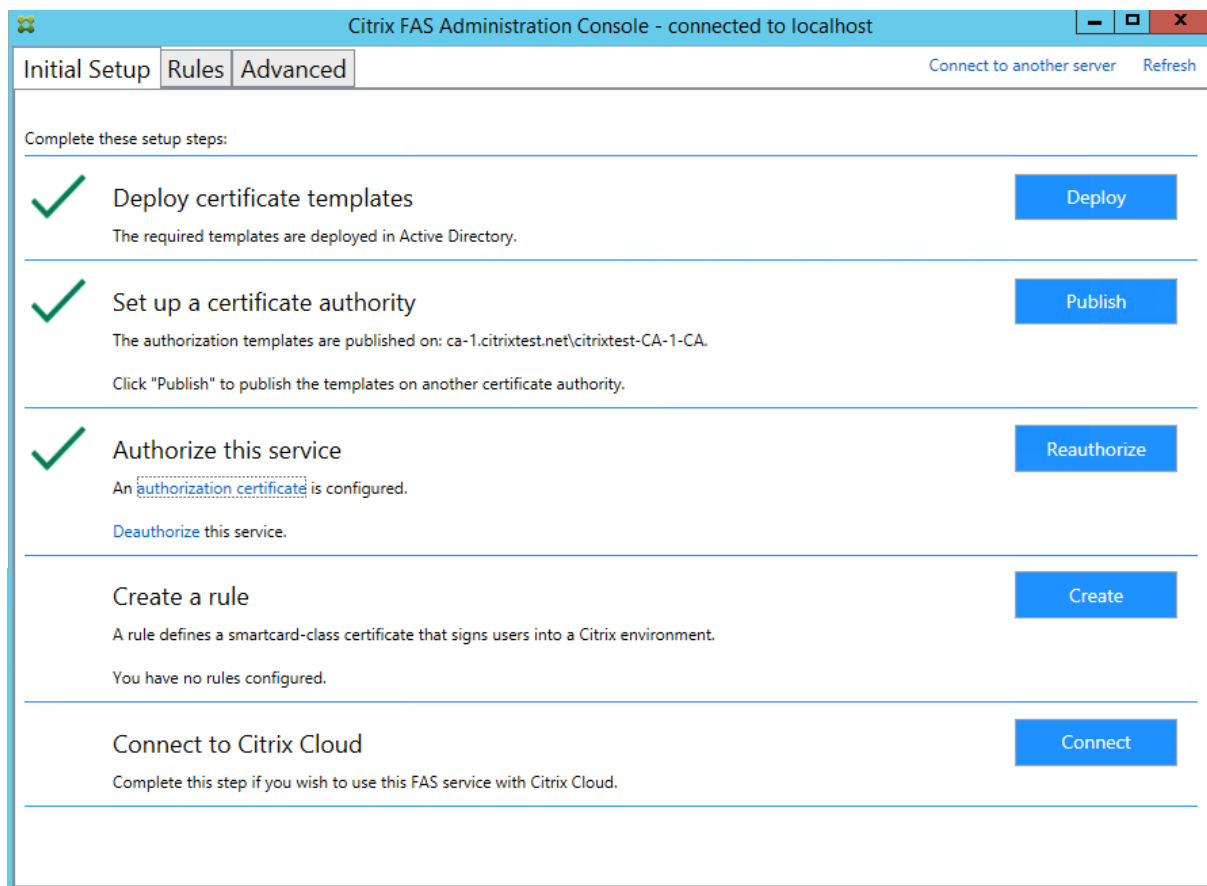 Citrix FAS Administration Console - connected to localhost
Initial Setup Rules Advanced Connect to another server Refresh
Complete these setup steps:
Deploy certificate templates Deploy
The required templates are deployed in Active Directory.
Set up a certificate authority Publish
The authorization templates are published on: ca-1.citrixtest.net\citrixtest-CA-1-CA.
Click "Publish" to publish the templates on another certificate authority.
Authorize this service Reauthorize
An authorization certificate is configured.
Deauthorize this service.
Create a rule Create
A rule defines a smartcard-class certificate that signs users into a Citrix environment.
You have no rules configured.
Connect to Citrix Cloud Connect
Complete this step if you wish to use this FAS service with Citrix Cloud.